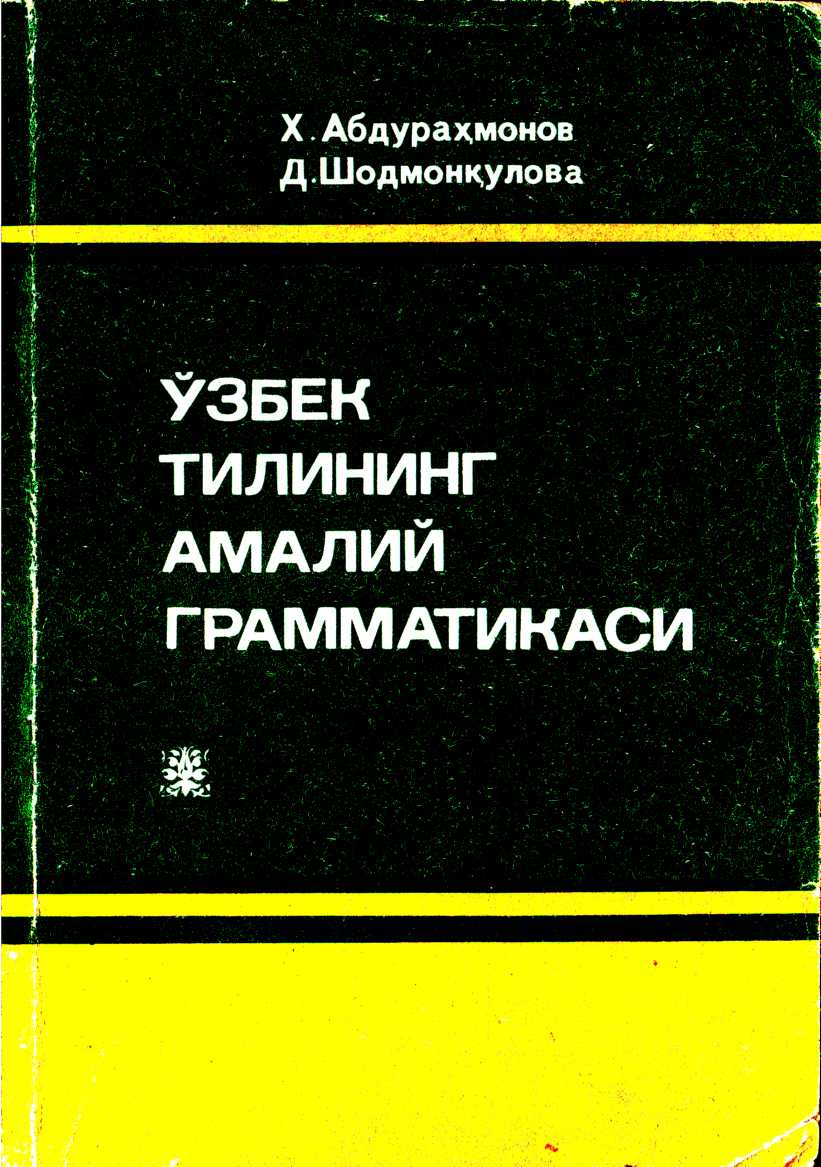 Х.Абдураҳмонов
Д.Шодмонқулова
ЎЗБЕК
ТИЛИНИНГ
АМАЛИЙ
ГРАММАТИКАСИ